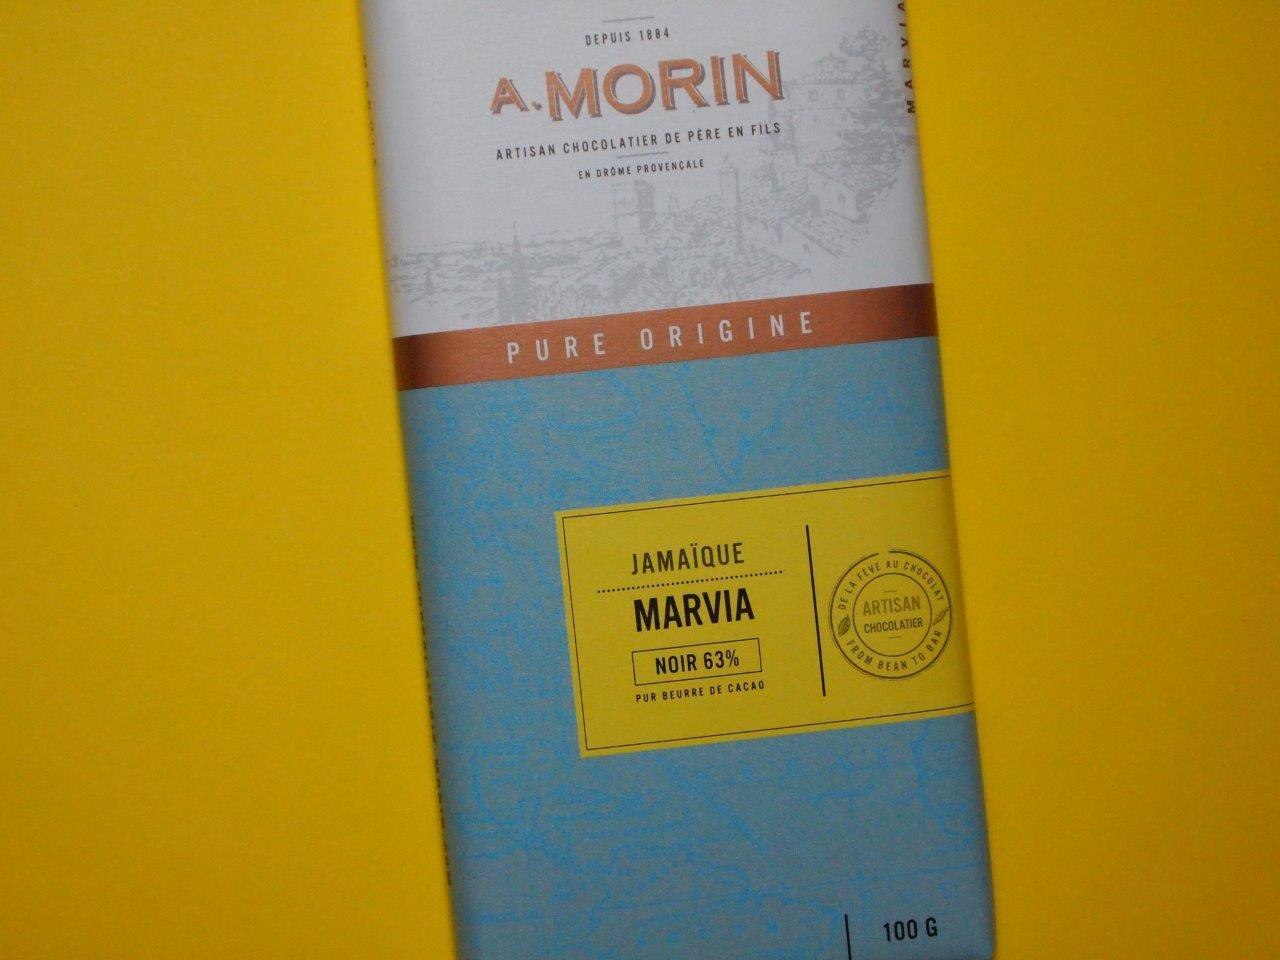 DEPUIS 1884
A. MORIN
ARTISAN CHOCOLATIER DE PÈRE EN FILS
EN DRÔME PROVENÇALE
MARVIA
PURE ORIGINE
JAMAÏQUE
MARVIA
NOIR 63%
PUR BEURRE DE CACAO
DE LA FÈVE AU CHOCOLAT
ARTISAN
CHOCOLATIER
FROM BEAN TO BAR
100 G